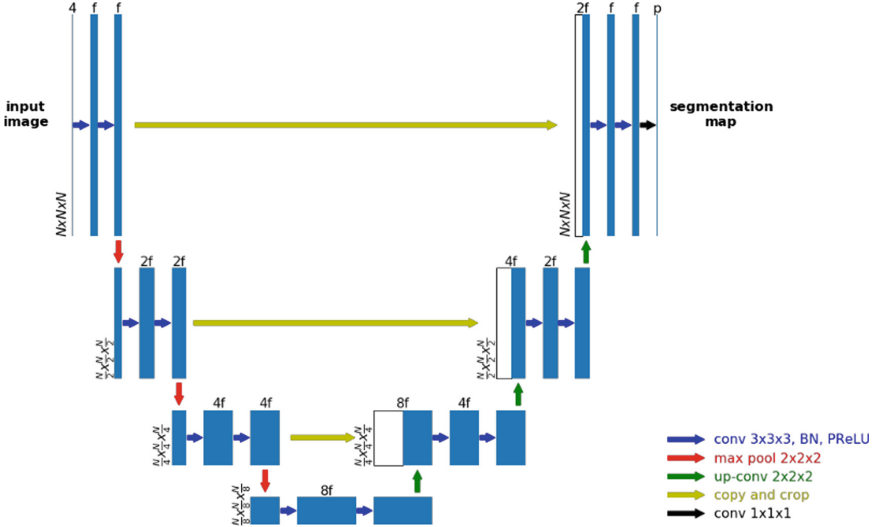 4 f f
2f f f p
input
image
segmentation
map
NxNxN
NxNxN
2f 2f
4f 2f
N/2xN/2xN/2
N/2xN/2xN/2
4f 4f
8f 4f
N/4xN/4xN/4
N/4xN/4xN/4
8f
N/8xN/8xN/8
conv 3x3x3, BN, PReLU
max pool 2x2x2
up-conv 2x2x2
copy and crop
conv 1x1x1